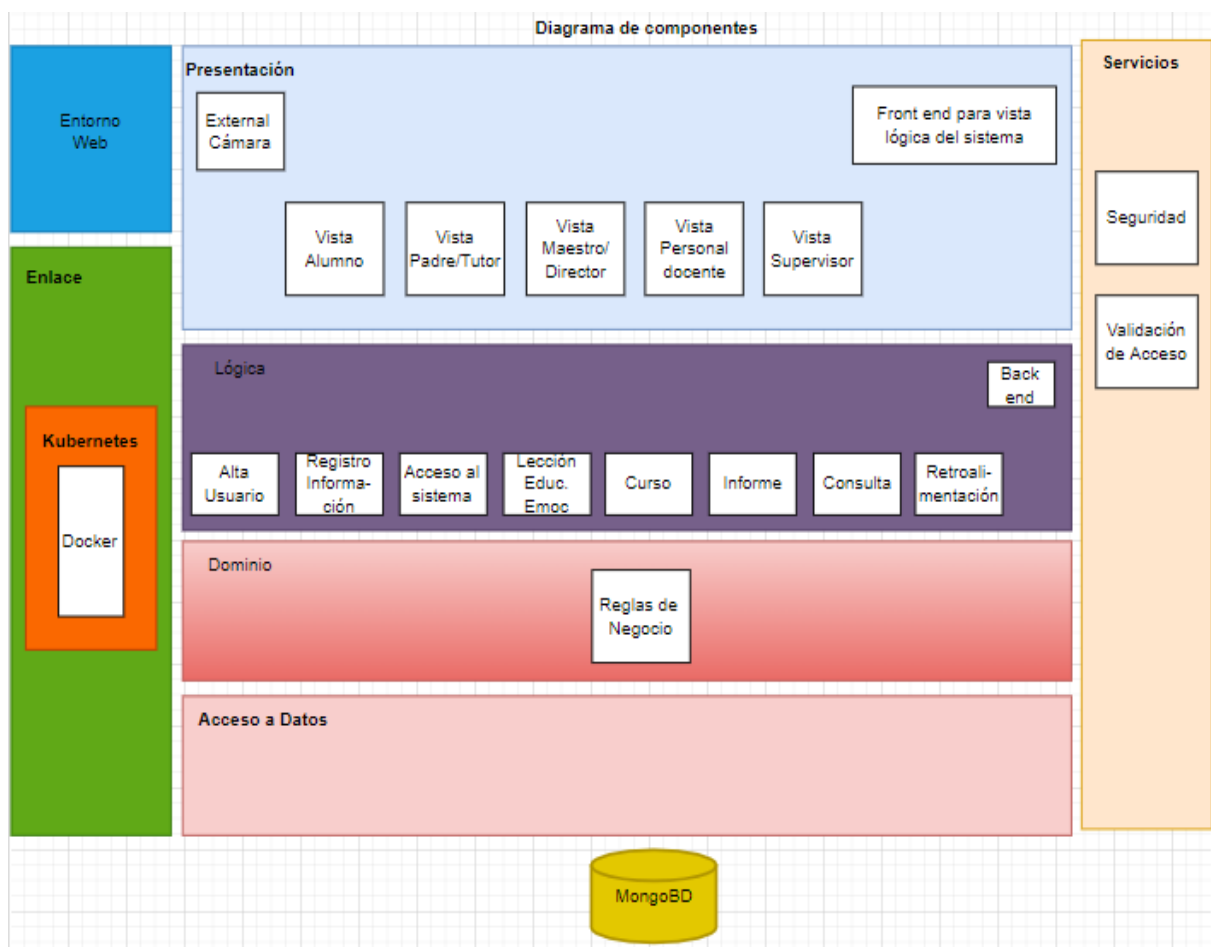 Diagrama de componentes
Entorno
Web
Presentación
External
Cámara
Front end para vista
lógica del sistema
Vista
Alumno
Vista
Padre/Tutor
Vista
Maestro/
Director
Vista
Personal
docente
Vista
Supervisor
Servicios
Seguridad
Validación
de Acceso
Enlace
Kubernetes
Docker
Lógica
Back
end
Alta
Usuario
Registro
Informa-
ción
Acceso al
sistema
Lección
Educ.
Emoc
Curso
Informe
Consulta
Retroali-
mentación
Dominio
Reglas de
Negocio
Acceso a Datos
MongoBD